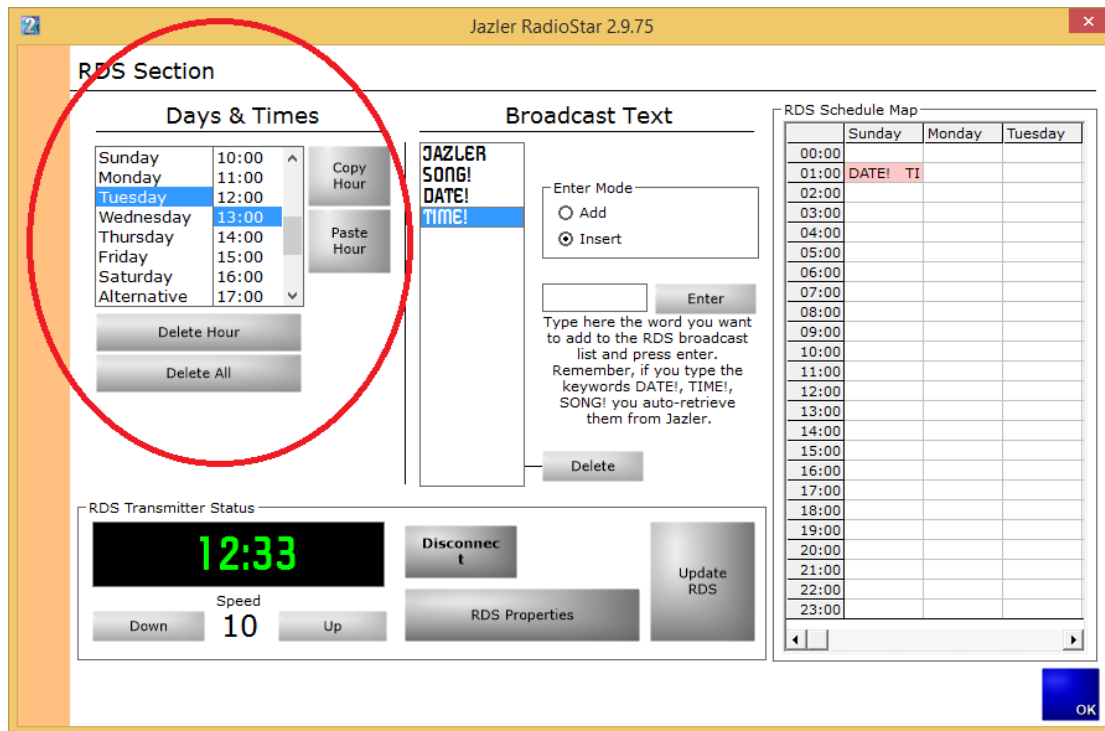 Jazler RadioStar 2.9.75
RDS Section
Days & Times
Sunday 10:00
Monday 11:00
Tuesday 12:00
Wednesday 13:00
Thursday 14:00
Friday 15:00
Saturday 16:00
Alternative 17:00
Copy
Hour
Paste
Hour
Delete Hour
Delete All
Broadcast Text
JAZLER
SONG!
DATE!
TIME!
Enter Mode
Add
Insert
Enter
Type here the word you want
to add to the RDS broadcast
list and press enter.
Remember, if you type the
keywords DATE!, TIME!,
SONG! you auto-retrieve
them from Jazler.
Delete
RDS Schedule Map
Sunday Monday Tuesday
00:00
01:00 DATE! TI
02:00
03:00
04:00
05:00
06:00
07:00
08:00
09:00
10:00
11:00
12:00
13:00
14:00
15:00
16:00
17:00
18:00
19:00
20:00
21:00
22:00
23:00
RDS Transmitter Status
12:33
Speed
Down 10 Up
Disconnec
t
RDS Properties
Update
RDS
OK